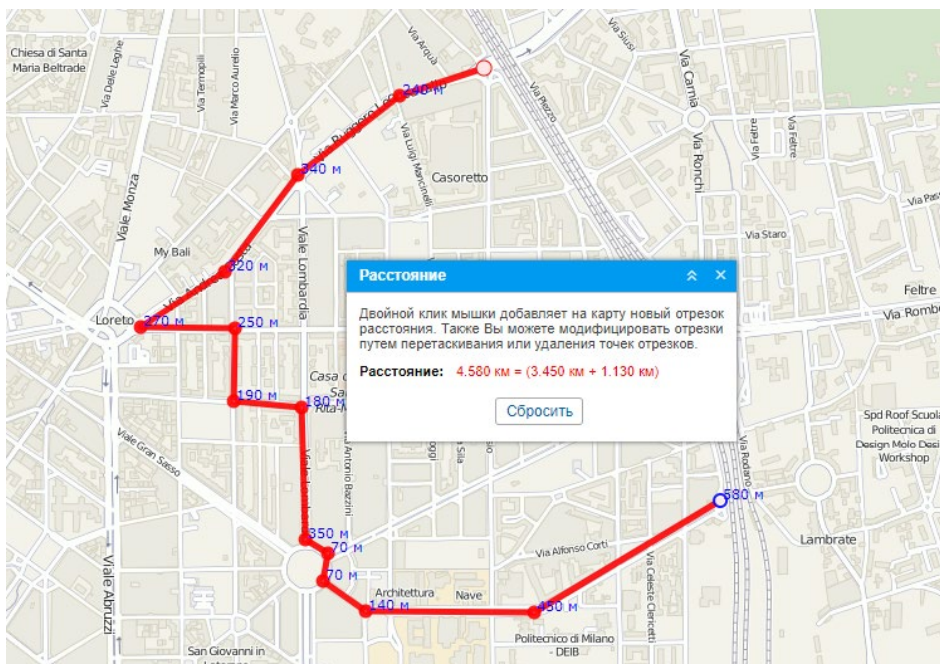 Chiesa di Santa
Maria Beltrade
Via Delle Leghe
Via Termopili
Via Marco Aurelio
Via Arquà
Via Siusi
240 м
Via Plezzo
Via Carnia
Via Ronchi
Via Feltre
Via Feltre
Via Luigi Mancinelli
340 м
Casoretto
Viale Monza
Viale Lombardia
Via Staro
My Bali
320 м
Loreto
270 м
250 м
Feltre
Расстояние
Двойной клик мышки добавляет на карту новый отрезок
расстояния. Также Вы можете модифицировать отрезки
путем перетаскивания или удаления точек отрезков.
Расстояние: 4.580 км = (3.450 км + 1.130 км)
Сбросить
190 м
180 м
Viale Gran Sasso
Via Antonio Bazzini
Spd Roof Scuola
Politecnica di
Design Molo Desi
Workshop
Via Rodano
580 м
350 м
70 м
70 м
Via Alfonso Corti
Lambrate
Viale Abruzzi
Architettura
Nave
Via Celeste Clericetti
140 м
450 м
Politecnico di Milano
- DEIB
San Giovanni in